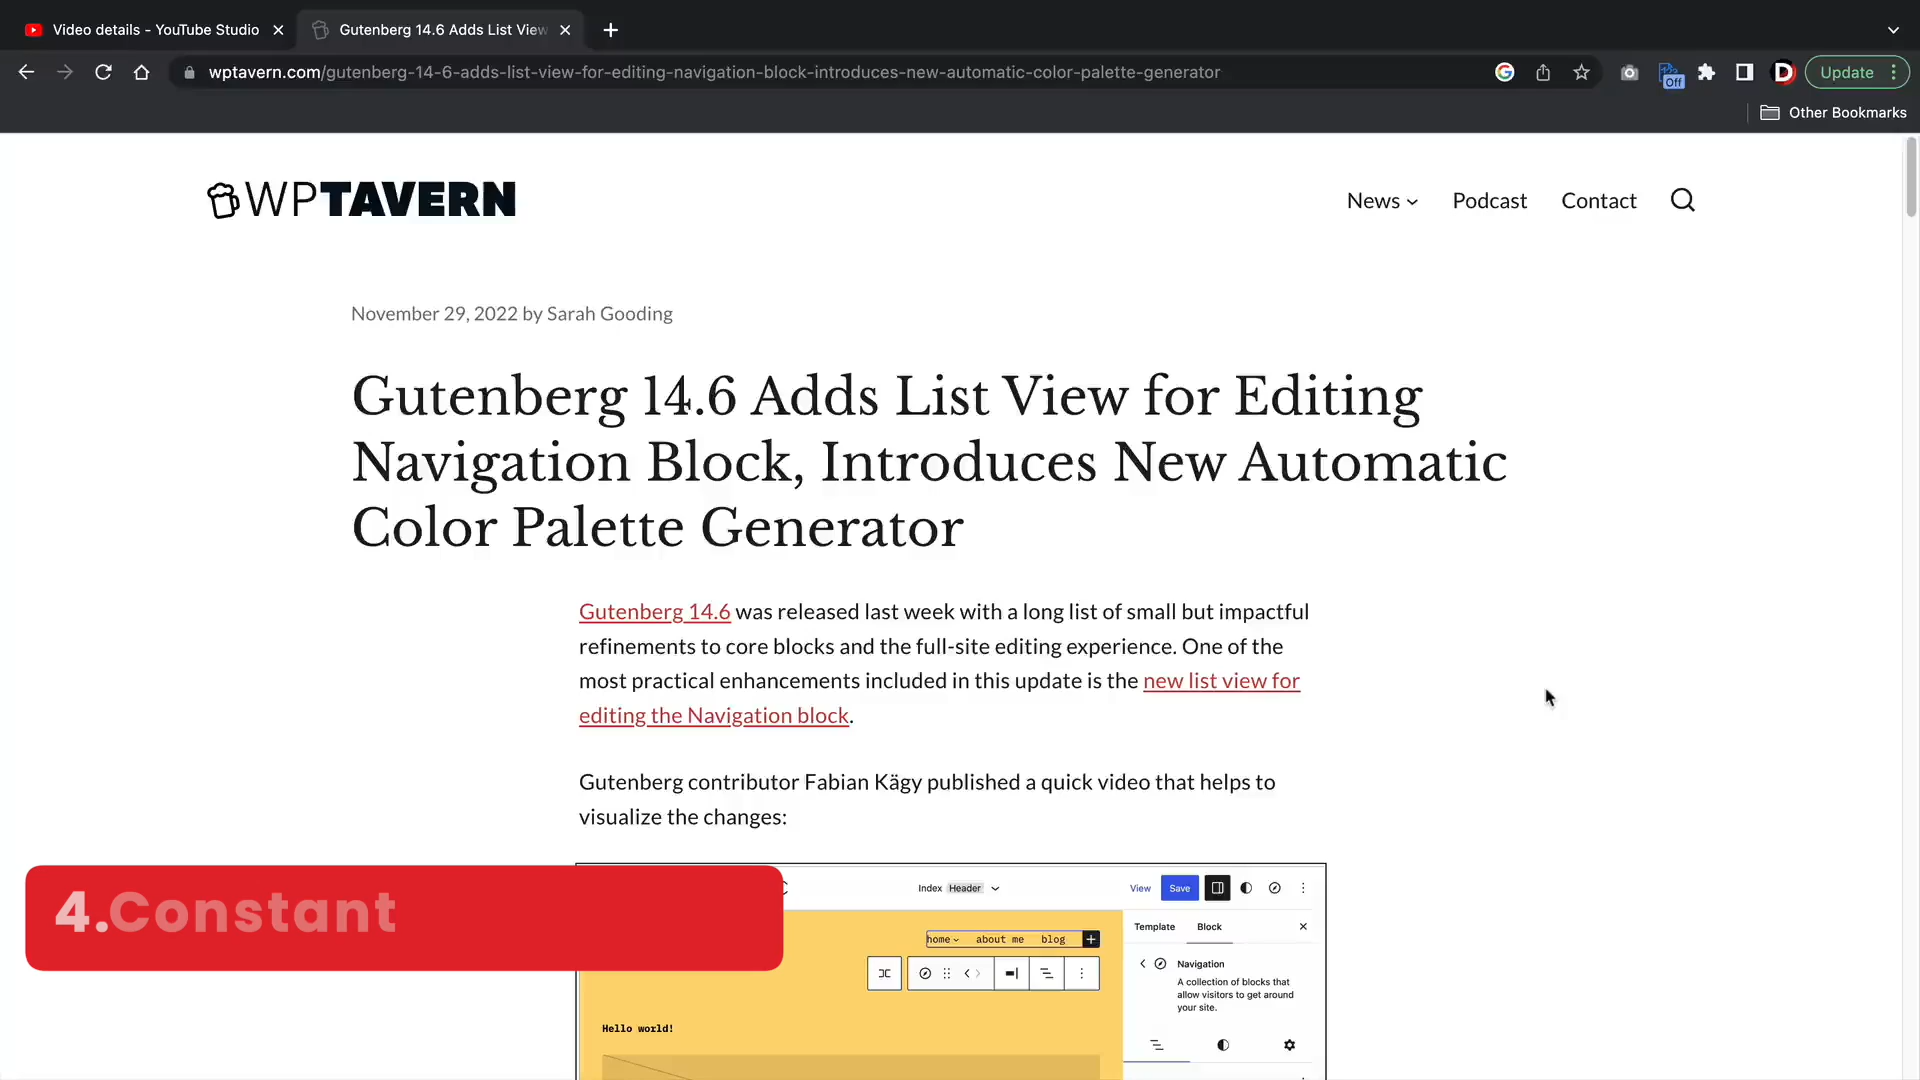 Video details - YouTube Studio
Gutenberg 14.6 Adds List View
wptavern.com/gutenberg-14-6-adds-list-view-for-editing-navigation-block-introduces-new-automatic-color-palette-generator
Off
D
Update
Other Bookmarks
WPTAVERN
News
Podcast
Contact
November 29, 2022 by Sarah Gooding
Gutenberg 14.6 Adds List View for Editing
Navigation Block, Introduces New Automatic
Color Palette Generator
Gutenberg 14.6 was released last week with a long list of small but impactful
refinements to core blocks and the full-site editing experience. One of the
most practical enhancements included in this update is the new list view for
editing the Navigation block.
Gutenberg contributor Fabian Kägy published a quick video that helps to
visualize the changes:
4.Constant
Index Header
View
Save
Template
Block
home
about me
blog
Navigation
A collection of blocks that
allow visitors to get around
your site.
Hello world!